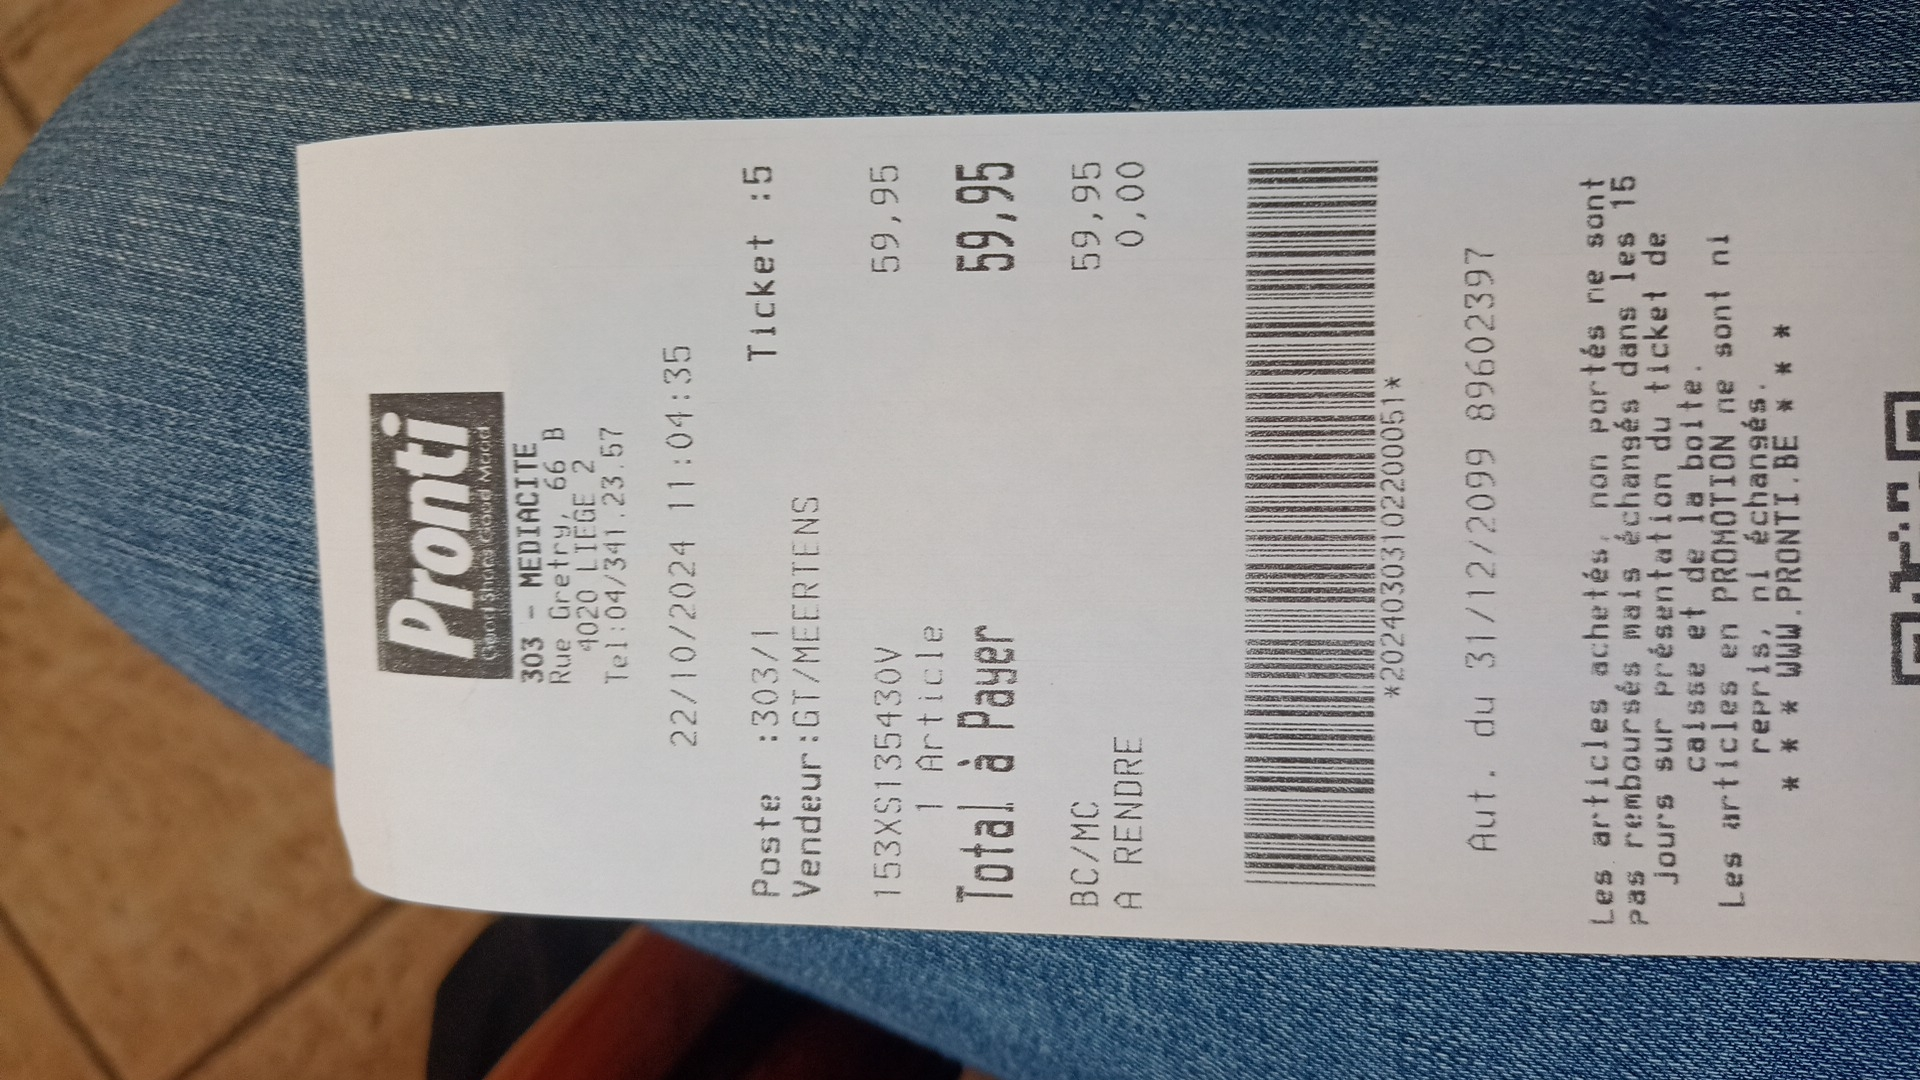 Pronti
Good Shoes Good Mood
303 - MEDIACITE
Rue Gretry, 66 B
4020 LIEGE 2
Tel:04/341.23.57
22/10/2024 11:04:35
Poste :303/1 Ticket :5
Vendeur:GT/MEERTENS
153XS135430V 59,95
1 Article
Total à Payer 59,95
BC/MC 59,95
A RENDRE 0,00
*2024030310220051*
Aut. du 31/12/2099 89602397
Les articles achetés, non portés ne sont
pas remboursés mais échangés dans les 15
jours sur présentation du ticket de
caisse et de la boite.
Les articles en PROMOTION ne sont ni
repris, ni échangés.
* * * WWW.PRONTI.BE * * *